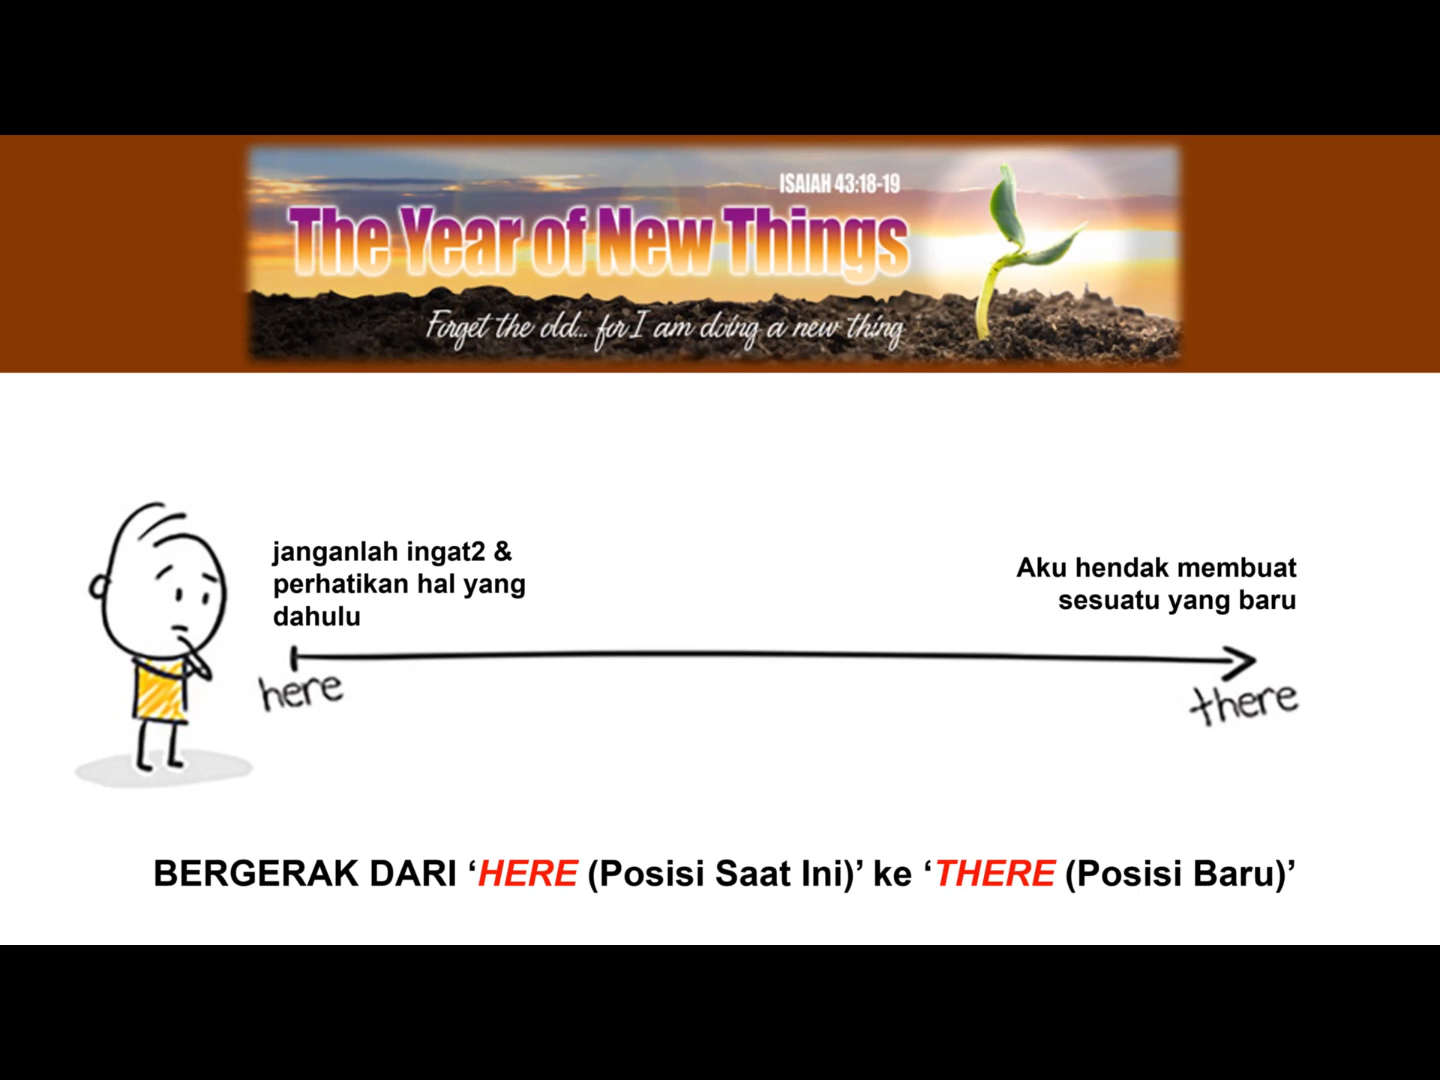 ISAIAH 43:18-19
The Year of New Things
Forget the old... for I am doing a new thing
janganlah ingat2 &
perhatikan hal yang
dahulu
Aku hendak membuat
sesuatu yang baru
here
there
BERGERAK DARI ‘HERE (Posisi Saat Ini)’ ke ‘THERE (Posisi Baru)’